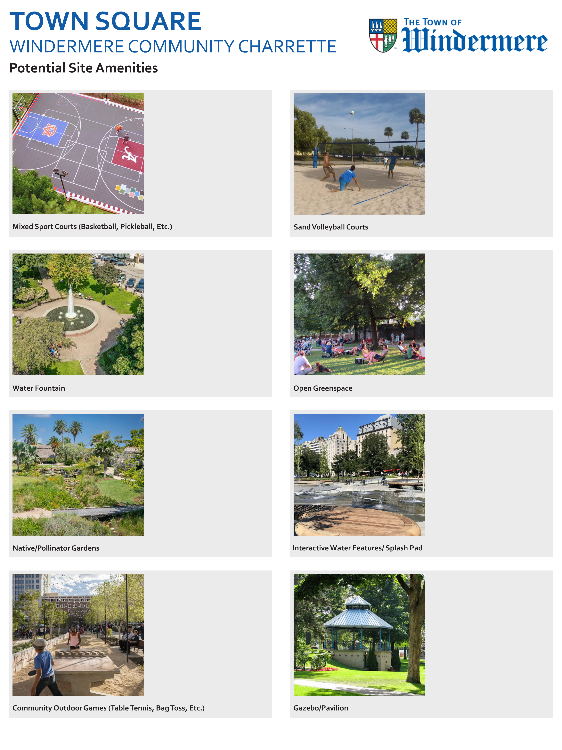 TOWN SQUARE
WINDERMERE COMMUNITY CHARRETTE
THE TOWN OF
Windermere
Potential Site Amenities
Mixed Sport Courts (Basketball, Pickleball, Etc.)
Sand Volleyball Courts
Water Fountain
Open Greenspace
Native/Pollinator Gardens
Interactive Water Features/ Splash Pad
Community Outdoor Games (Table Tennis, Bag Toss, Etc.)
Gazebo/Pavilion